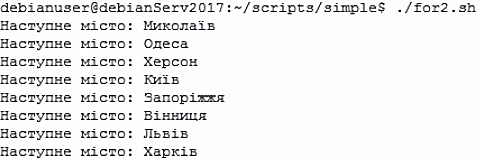 debianuser@debianServ2017:~/scripts/simple$ ./for2.sh
Наступне місто: Миколаїв
Наступне місто: Одеса
Наступне місто: Херсон
Наступне місто: Київ
Наступне місто: Запоріжжя
Наступне місто: Вінниця
Наступне місто: Львів
Наступне місто: Харків